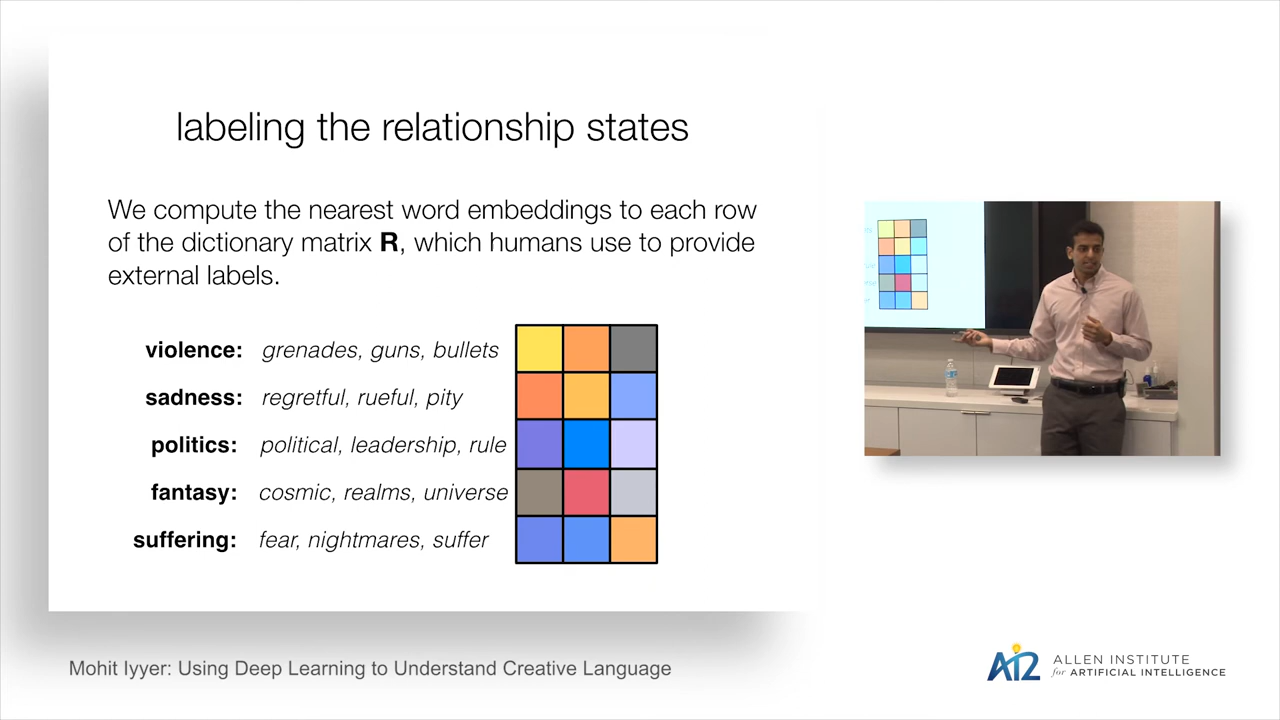 labeling the relationship states
We compute the nearest word embeddings to each row
of the dictionary matrix R, which humans use to provide
external labels.
violence: grenades, guns, bullets
sadness: regretful, rueful, pity
politics: political, leadership, rule
fantasy: cosmic, realms, universe
suffering: fear, nightmares, suffer
Mohit Iyyer: Using Deep Learning to Understand Creative Language
AI2
ALLEN INSTITUTE
for ARTIFICIAL INTELLIGENCE